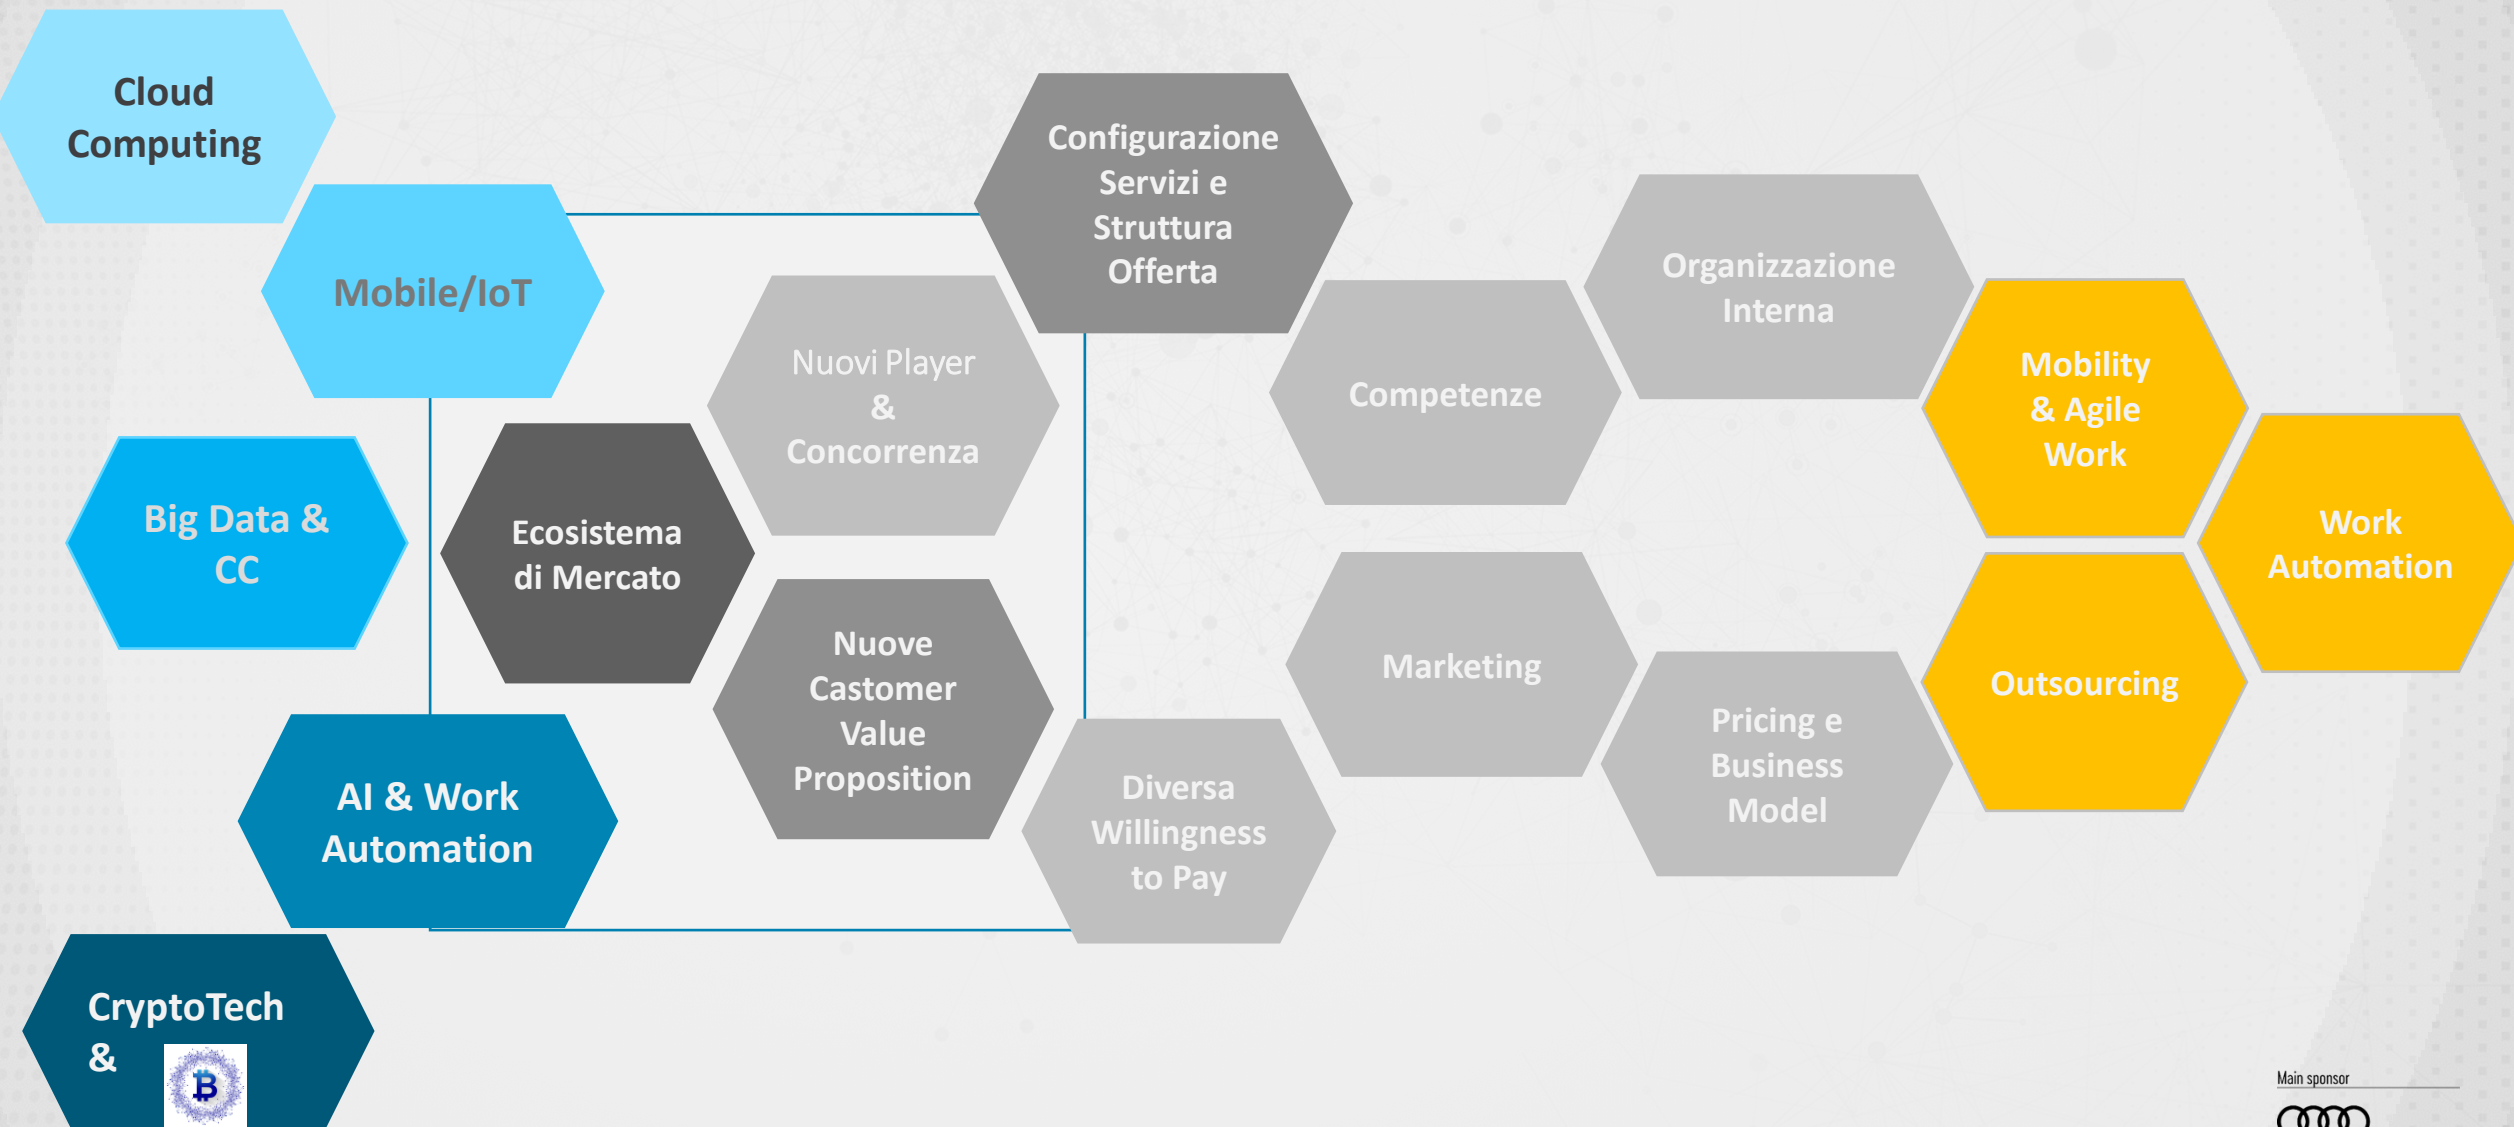 Cloud
Computing
Mobile/IoT
Big Data &
CC
AI & Work
Automation
CryptoTech
&
Ecosistema
di Mercato
Nuovi Player
&
Concorrenza
Nuove
Castomer
Value
Proposition
Configurazione
Servizi e
Struttura
Offerta
Diversa
Willingness
to Pay
Competenze
Marketing
Organizzazione
Interna
Pricing e
Business
Model
Mobility
& Agile
Work
Outsourcing
Work
Automation
Main sponsor